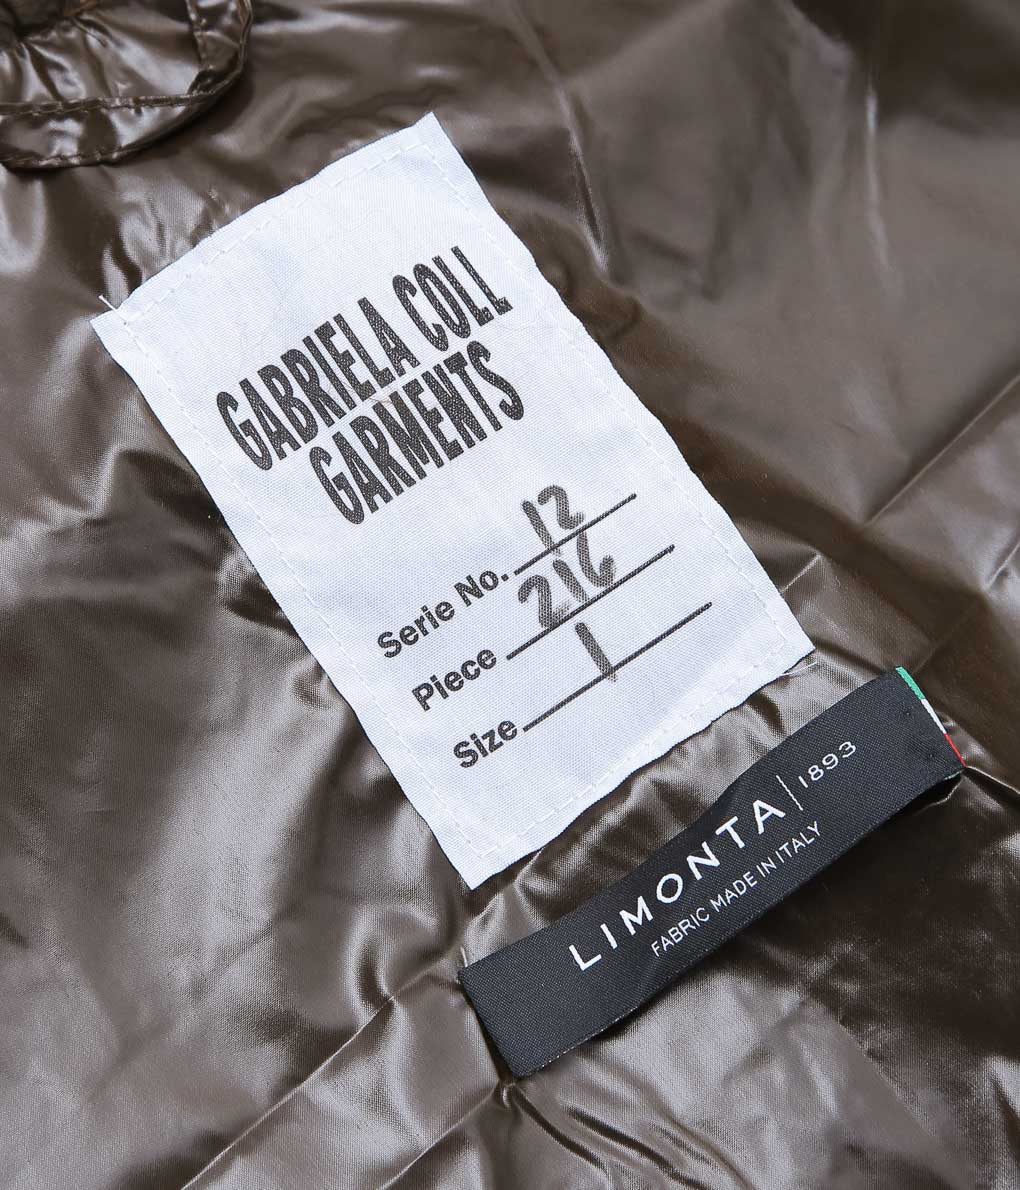 GABRIELA COLL
GARMENTS
Serie No. 12
Piece 216
Size 1
LIMONTA | 1893
FABRIC MADE IN ITALY